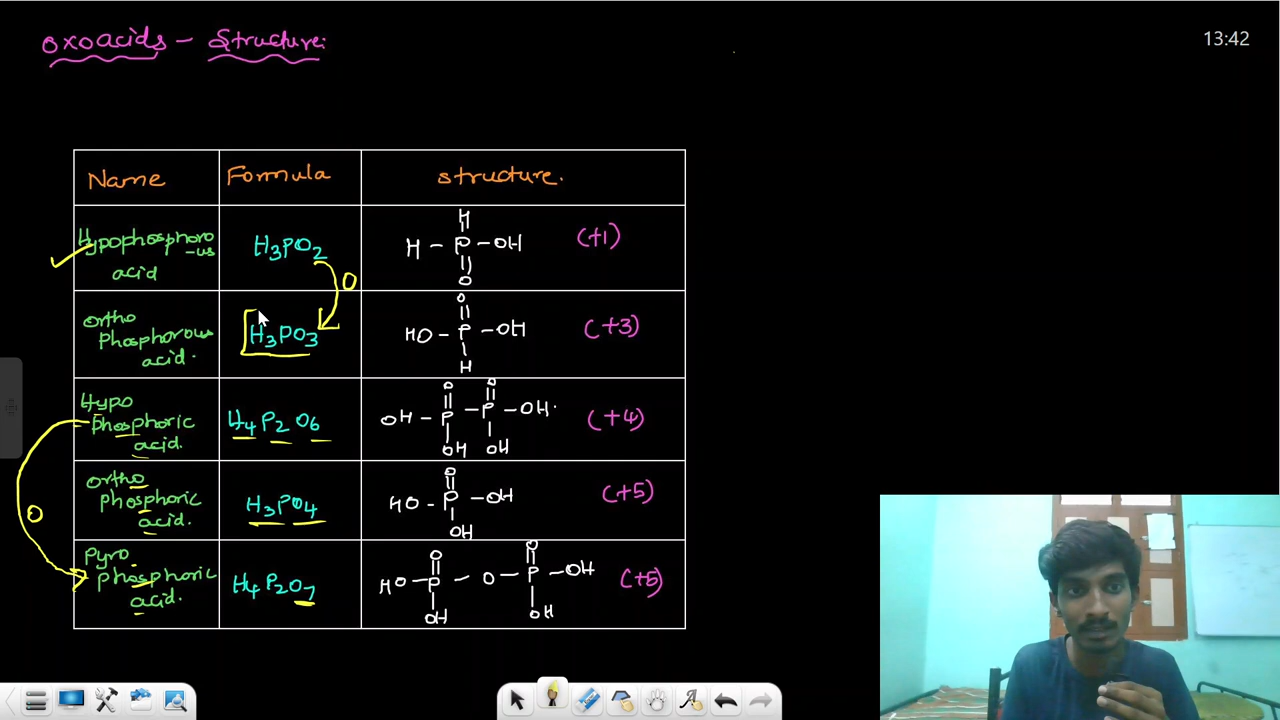 oxoacids - Structure:
13:42
Name Formula structure.
Hypophosphoro
-us
acid
H3PO2
H
H - P - OH
O
(+1)
O
Ortho
phosphorous
acid.
H3PO3
O
HO - P - OH
H
(+3)
Hypo
phosphoric
acid.
H4P2O6
O O
OH - P - P - OH
OH OH
(+4)
Ortho
phosphoric
acid.
H3PO4
O
HO - P - OH
OH
(+5)
O
Pyro
phosphoric
acid.
H4P2O7
O O
HO - P - O - P - OH
OH OH
(+5)